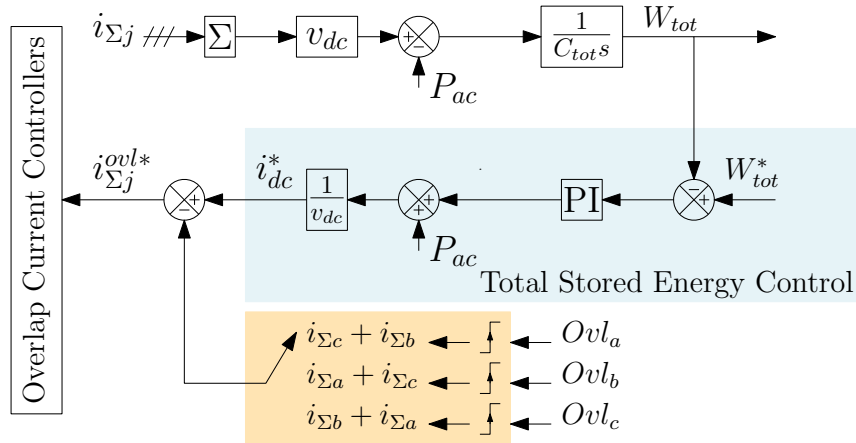 Overlap Current Controllers
i_{Σj} Σ v_{dc} + − P_{ac} 1/(C_{tot}s) W_{tot}
i_{Σj}^{ovl*} + − i_{dc}^{*} 1/v_{dc} + + P_{ac} PI − + W_{tot}^{*}
Total Stored Energy Control
i_{Σc} + i_{Σb} Ovl_a
i_{Σa} + i_{Σc} Ovl_b
i_{Σb} + i_{Σa} Ovl_c